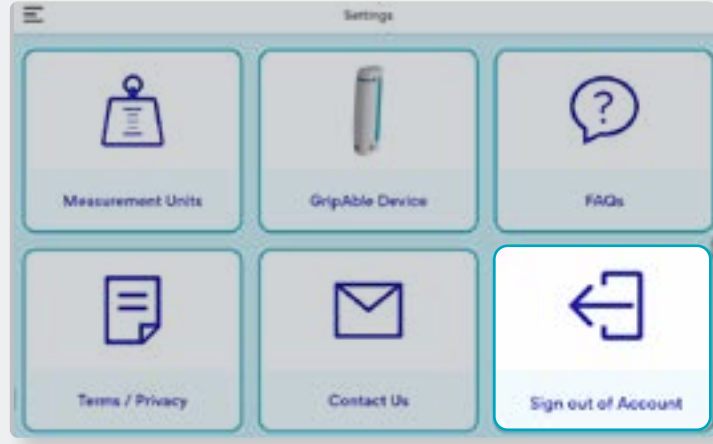 Settings
Measurement Units
GripAble Device
FAQs
Terms / Privacy
Contact Us
Sign out of Account